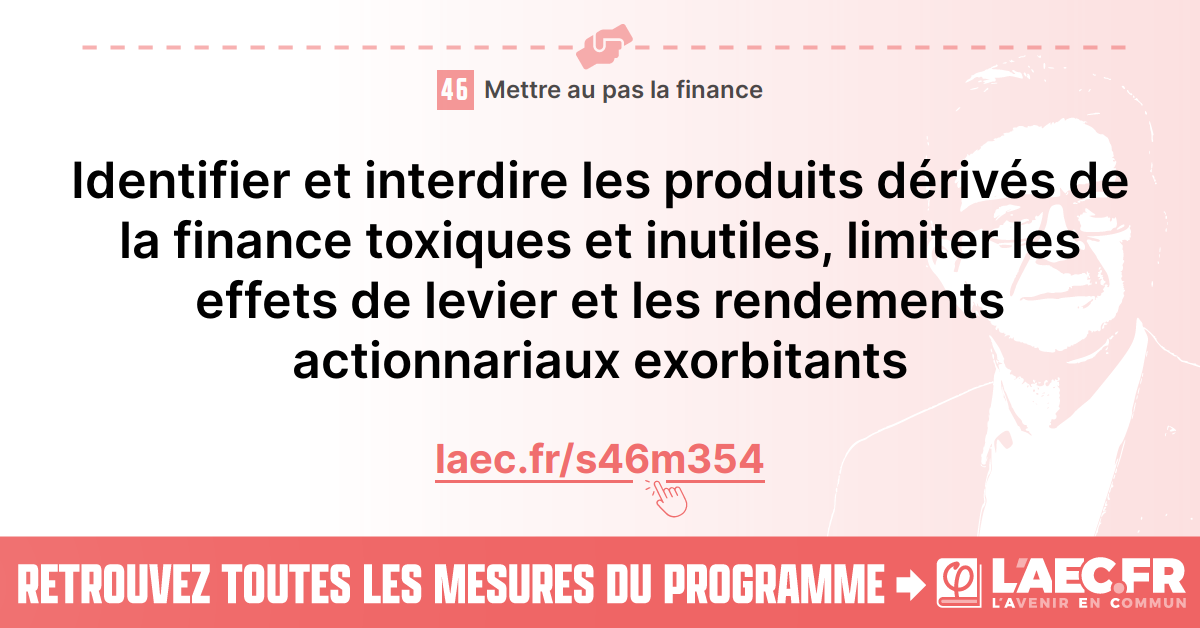 46 Mettre au pas la finance
Identifier et interdire les produits dérivés de
la finance toxiques et inutiles, limiter les
effets de levier et les rendements
actionnariaux exorbitants
laec.fr/s46m354
RETROUVEZ TOUTES LES MESURES DU PROGRAMME
φ L'AEC.FR
L'AVENIR EN COMMUN